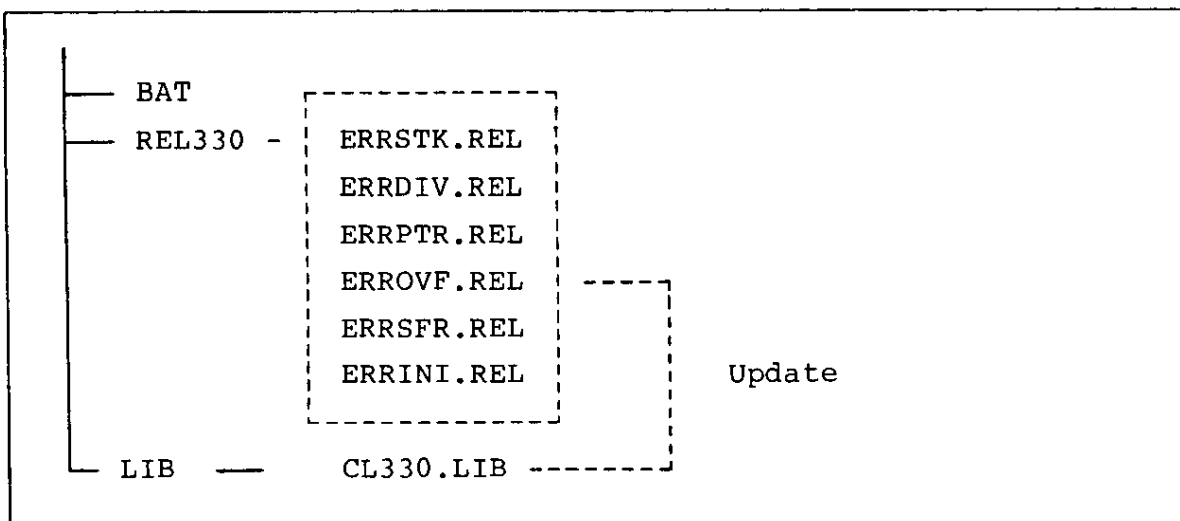 BAT
REL330 - ERRSTK.REL
ERRDIV.REL
ERRPTR.REL
ERROVF.REL
ERRSFR.REL
ERRINI.REL
Update
LIB — CL330.LIB